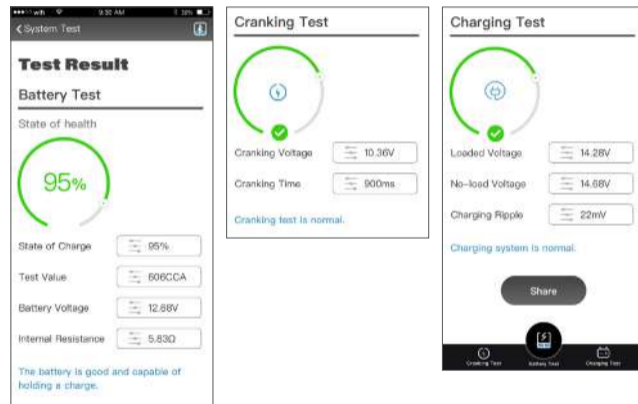 wifi
9:30 AM
System Test
Test Result
Battery Test
State of health
95%
State of Charge
95%
Test Value
606CCA
Battery Voltage
12.68V
Internal Resistance
5.83Ω
The battery is good and capable of
holding a charge.
Cranking Test
Cranking Voltage
10.36V
Cranking Time
900ms
Cranking test is normal.
Charging Test
Loaded Voltage
14.28V
No-load Voltage
14.68V
Charging Ripple
22mV
Charging system is normal.
Share
Cranking Test
Battery Test
Charging Test